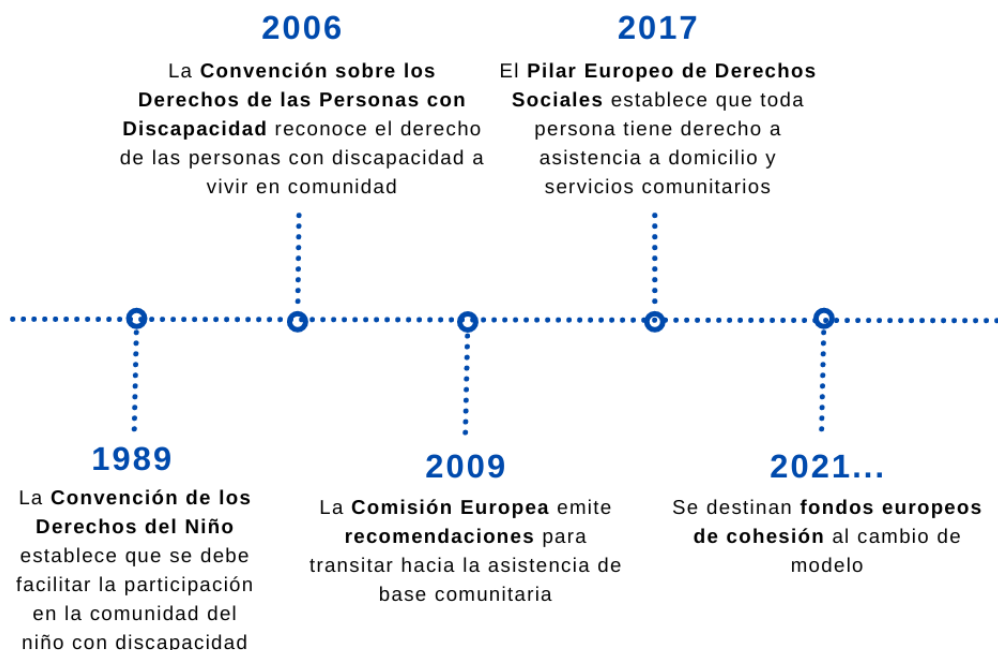 2006
La Convención sobre los
Derechos de las Personas con
Discapacidad reconoce el derecho
de las personas con discapacidad a
vivir en comunidad
2017
El Pilar Europeo de Derechos
Sociales establece que toda
persona tiene derecho a
asistencia a domicilio y
servicios comunitarios
1989
La Convención de los
Derechos del Niño
establece que se debe
facilitar la participación
en la comunidad del
niño con discapacidad
2009
La Comisión Europea emite
recomendaciones para
transitar hacia la asistencia de
base comunitaria
2021...
Se destinan fondos europeos
de cohesión al cambio de
modelo